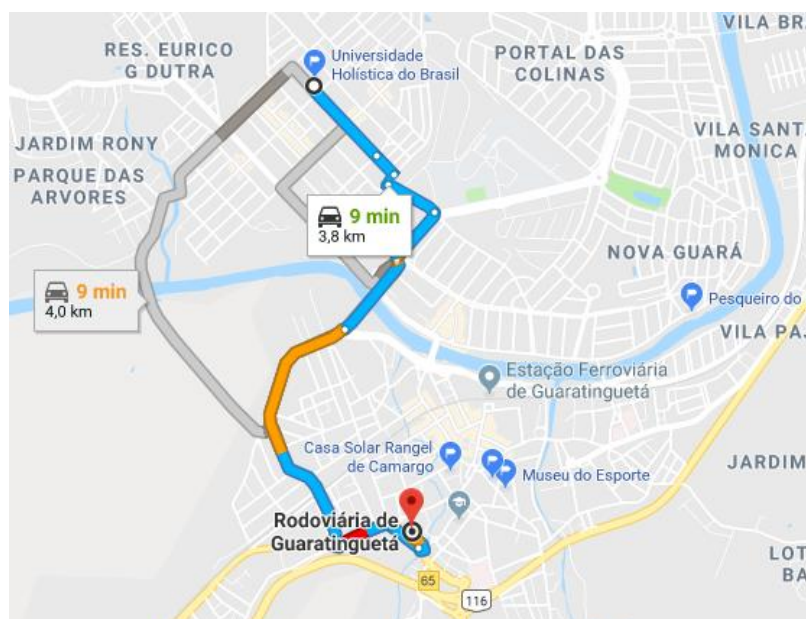 VILA BR
RES. EURICO
G DUTRA
Universidade
Holística do Brasil
PORTAL DAS
COLINAS
JARDIM RONY
PARQUE DAS
ARVORES
VILA SANT
MONICA
9 min
3,8 km
NOVA GUARÁ
9 min
4,0 km
Pesqueiro do
VILA PA
Estação Ferroviária
de Guaratinguetá
Casa Solar Rangel
de Camargo
Museu do Esporte
JARDIM
Rodoviária de
Guaratinguetá
LOT
BA
65
116